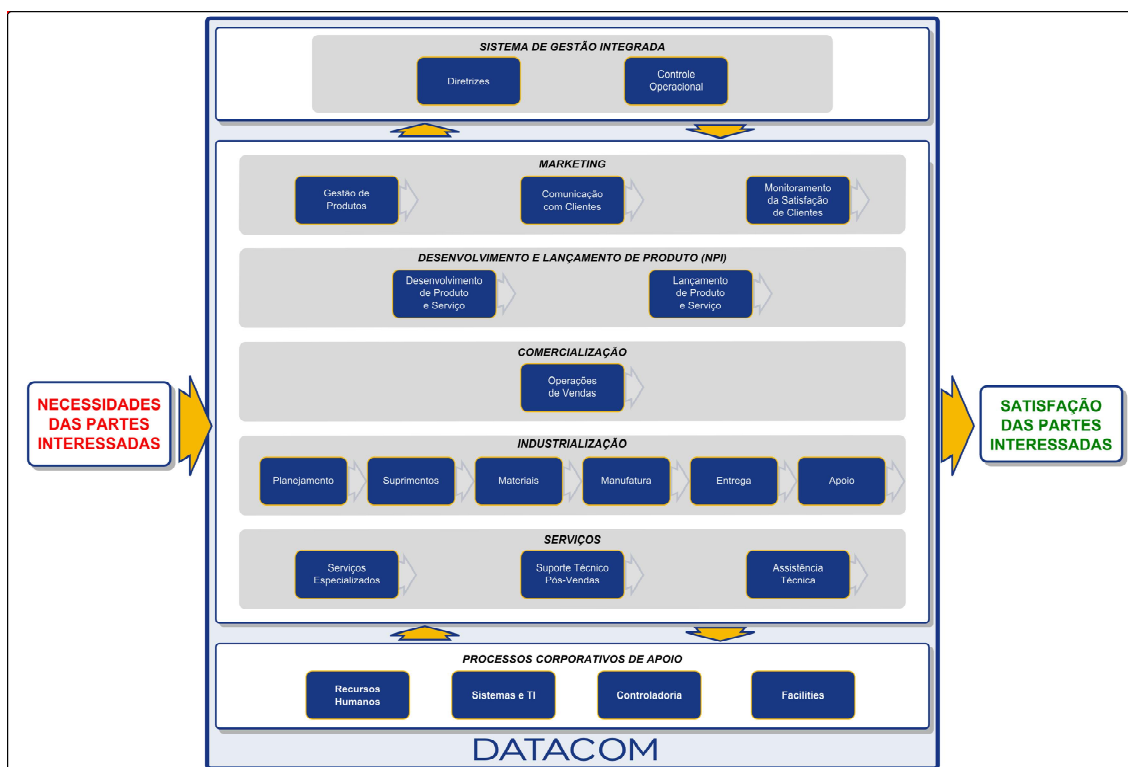 SISTEMA DE GESTÃO INTEGRADA
Diretrizes
Controle
Operacional
MARKETING
Gestão de
Produtos
Comunicação
com Clientes
Monitoramento
da Satisfação
de Clientes
DESENVOLVIMENTO E LANÇAMENTO DE PRODUTO (NPI)
Desenvolvimento
de Produto
e Serviço
Lançamento
de Produto
e Serviço
COMERCIALIZAÇÃO
Operações
de Vendas
NECESSIDADES
DAS PARTES
INTERESSADAS
SATISFAÇÃO
DAS PARTES
INTERESSADAS
INDUSTRIALIZAÇÃO
Planejamento
Suprimentos
Materiais
Manufatura
Entrega
Apoio
SERVIÇOS
Serviços
Especializados
Suporte Técnico
Pós-Vendas
Assistência
Técnica
PROCESSOS CORPORATIVOS DE APOIO
Recursos
Humanos
Sistemas e TI
Controladoria
Facilities
DATACOM